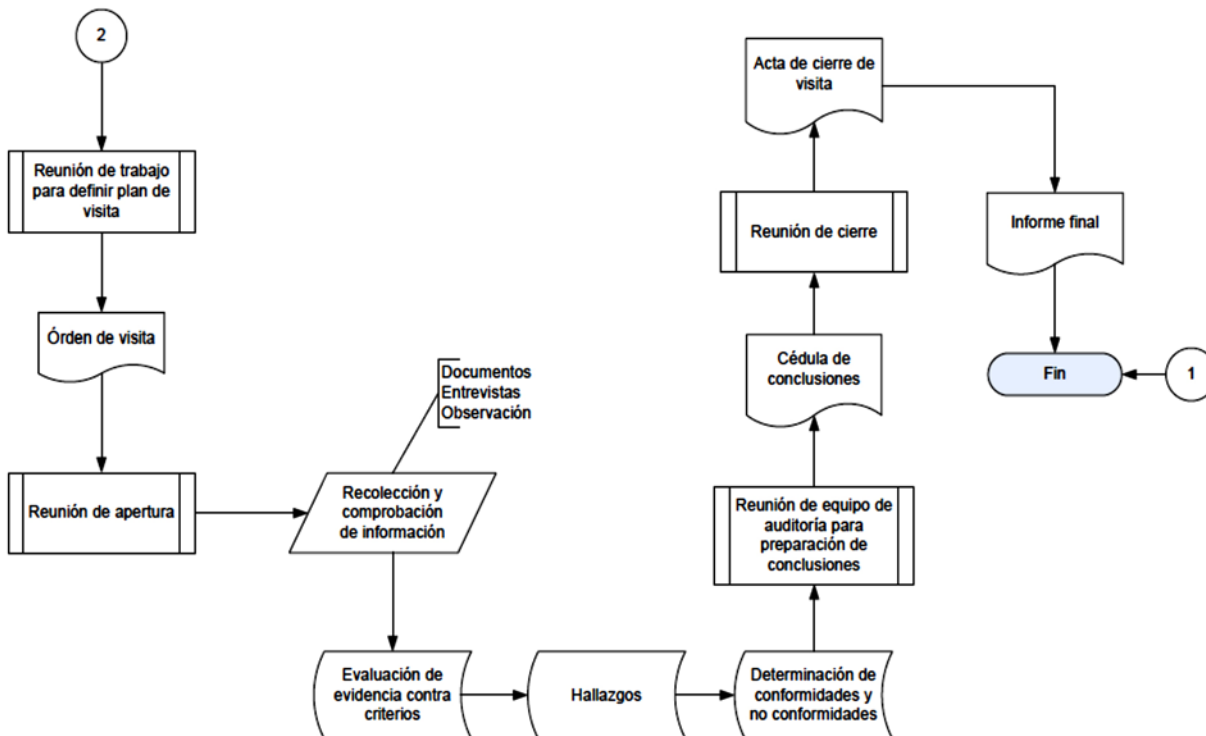 2
Reunión de trabajo
para definir plan de
visita
Órden de visita
Reunión de apertura
Documentos
Entrevistas
Observación
Recolección y
comprobación
de información
Evaluación de
evidencia contra
criterios
Hallazgos
Determinación de
conformidades y
no conformidades
Reunión de equipo de
auditoría para
preparación de
conclusiones
Cédula de
conclusiones
Reunión de cierre
Acta de cierre de
visita
Informe final
Fin
1